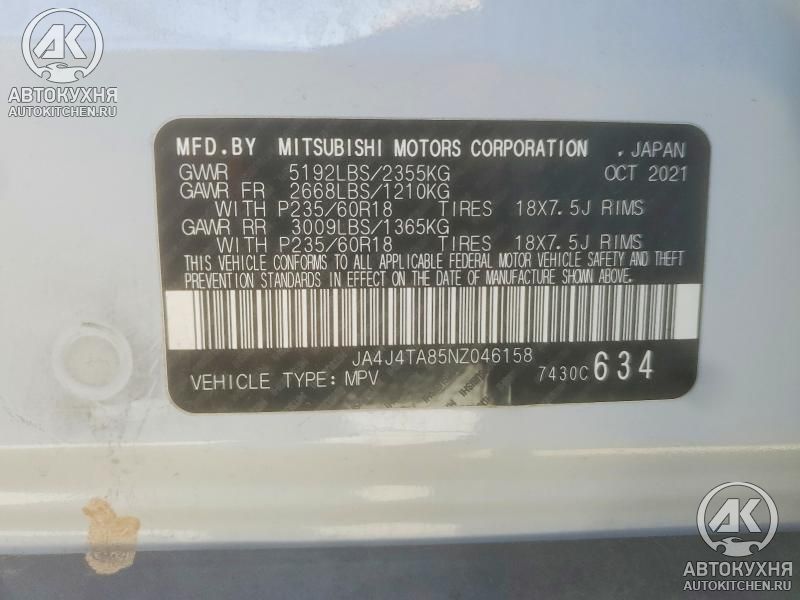 AK
АВТОКУХНЯ
AUTOKITCHEN.RU
MFD.BY MITSUBISHI MOTORS CORPORATION , JAPAN
GVWR 5192LBS/2355KG OCT 2021
GAWR FR 2668LBS/1210KG
WITH P235/60R18 TIRES 18X7.5J RIMS
GAWR RR 3009LBS/1365KG
WITH P235/60R18 TIRES 18X7.5J RIMS
THIS VEHICLE CONFORMS TO ALL APPLICABLE FEDERAL MOTOR VEHICLE SAFETY AND THEFT
PREVENTION STANDARDS IN EFFECT ON THE DATE OF MANUFACTURE SHOWN ABOVE.
JA4J4TA85NZ046158
VEHICLE TYPE: MPV 7430C 634
AK
АВТОКУХНЯ
AUTOKITCHEN.RU